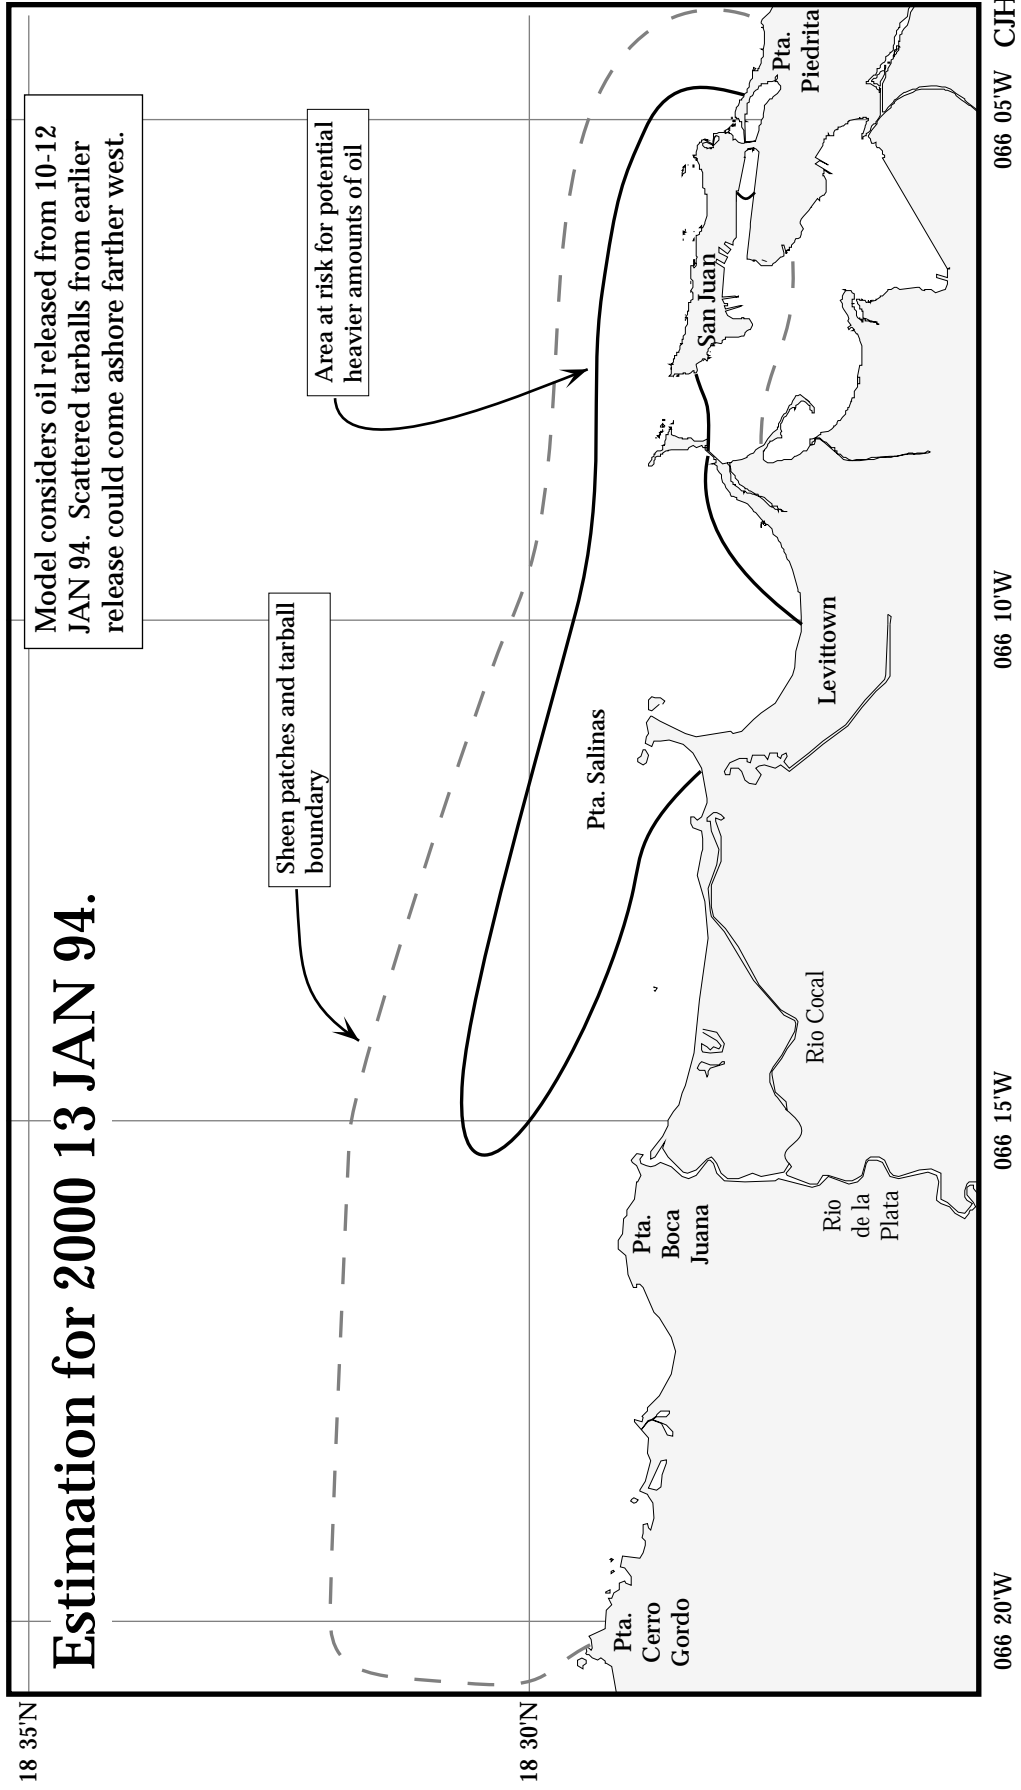 Estimation for 2000 13 JAN 94.
Model considers oil released from 10-12
JAN 94. Scattered tarballs from earlier
release could come ashore farther west.
Sheen patches and tarball
boundary
Area at risk for potential
heavier amounts of oil
18 35'N
18 30'N
Pta. Salinas
Pta.
Cerro
Gordo
Pta.
Boca
Juana
Rio
de la
Plata
Rio Cocal
Levittown
San Juan
Pta.
Piedrita
066 20'W
066 15'W
066 10'W
066 05'W
CJH